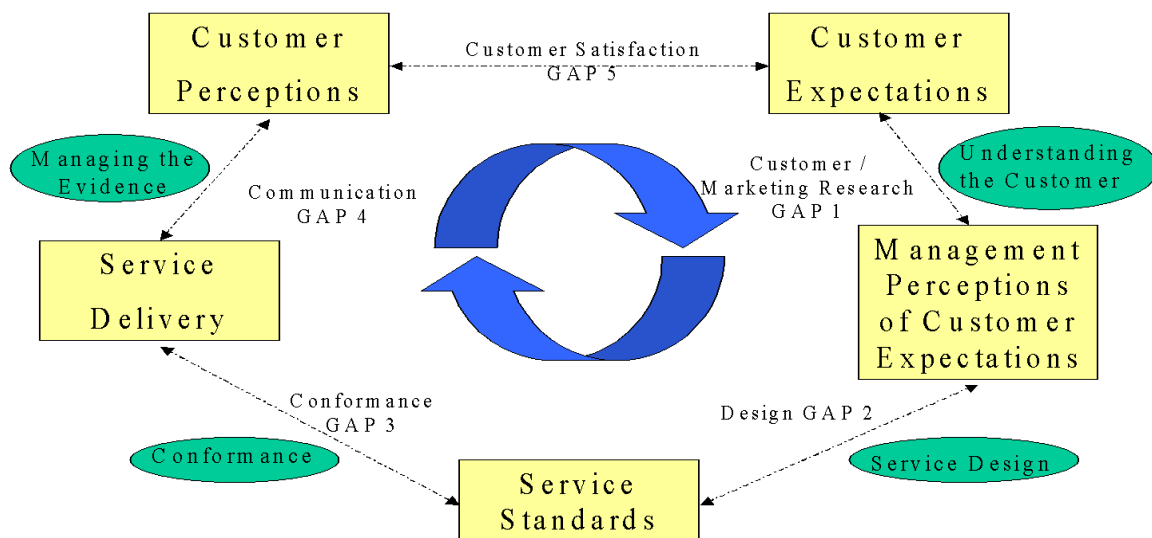 Customer
Perceptions
Customer Satisfaction
GAP 5
Customer
Expectations
Managing the
Evidence
Communication
GAP 4
Customer /
Marketing Research
GAP 1
Understanding
the Customer
Service
Delivery
Management
Perceptions
of Customer
Expectations
Conformance
GAP 3
Design GAP 2
Conformance
Service Design
Service
Standards